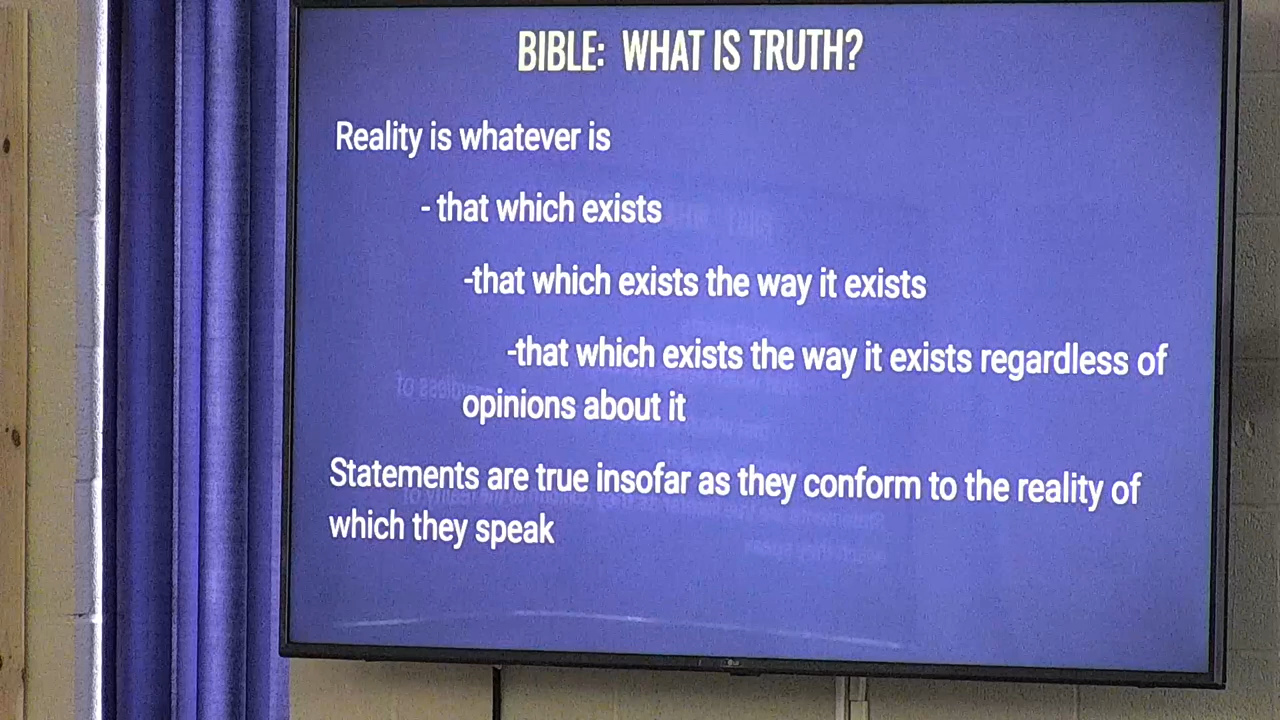 BIBLE: WHAT IS TRUTH?
Reality is whatever is
- that which exists
-that which exists the way it exists
-that which exists the way it exists regardless of
opinions about it
Statements are true insofar as they conform to the reality of
which they speak